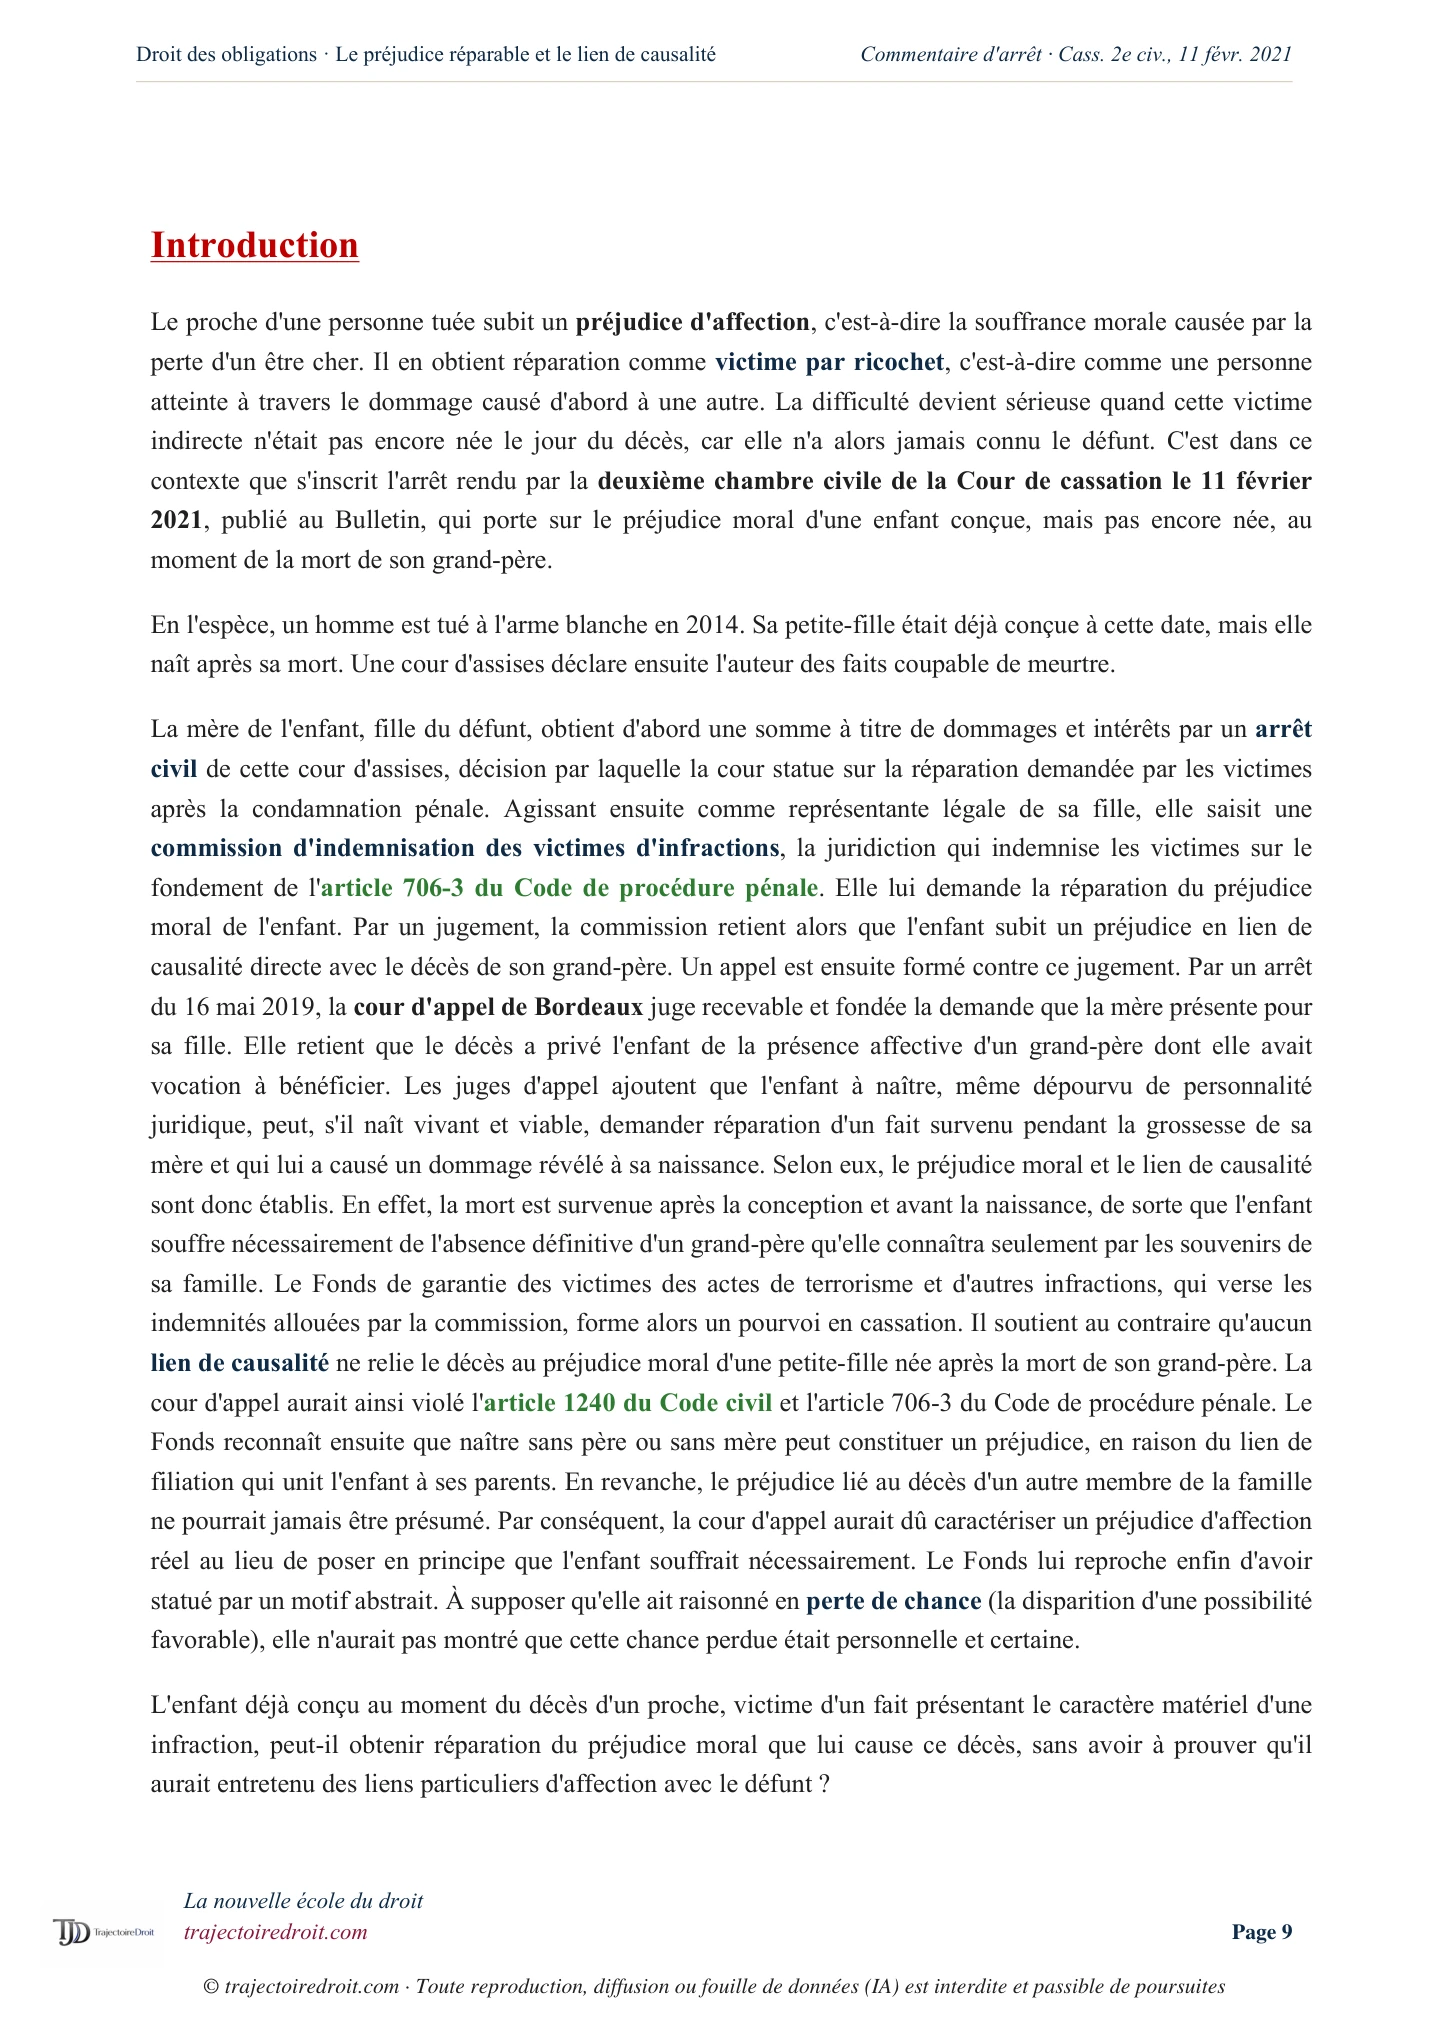 Droit des obligations · Le préjudice réparable et le lien de causalité
Commentaire d'arrêt · Cass. 2e civ., 11 févr. 2021
Introduction
Le proche d'une personne tuée subit un préjudice d'affection, c'est-à-dire la souffrance morale causée par la
perte d'un être cher. Il en obtient réparation comme victime par ricochet, c'est-à-dire comme une personne
atteinte à travers le dommage causé d'abord à une autre. La difficulté devient sérieuse quand cette victime
indirecte n'était pas encore née le jour du décès, car elle n'a alors jamais connu le défunt. C'est dans ce
contexte que s'inscrit l'arrêt rendu par la deuxième chambre civile de la Cour de cassation le 11 février
2021, publié au Bulletin, qui porte sur le préjudice moral d'une enfant conçue, mais pas encore née, au
moment de la mort de son grand-père.
En l'espèce, un homme est tué à l'arme blanche en 2014. Sa petite-fille était déjà conçue à cette date, mais elle
naît après sa mort. Une cour d'assises déclare ensuite l'auteur des faits coupable de meurtre.
La mère de l'enfant, fille du défunt, obtient d'abord une somme à titre de dommages et intérêts par un arrêt
civil de cette cour d'assises, décision par laquelle la cour statue sur la réparation demandée par les victimes
après la condamnation pénale. Agissant ensuite comme représentante légale de sa fille, elle saisit une
commission d'indemnisation des victimes d'infractions, la juridiction qui indemnise les victimes sur le
fondement de l'article 706-3 du Code de procédure pénale. Elle lui demande la réparation du préjudice
moral de l'enfant. Par un jugement, la commission retient alors que l'enfant subit un préjudice en lien de
causalité directe avec le décès de son grand-père. Un appel est ensuite formé contre ce jugement. Par un arrêt
du 16 mai 2019, la cour d'appel de Bordeaux juge recevable et fondée la demande que la mère présente pour
sa fille. Elle retient que le décès a privé l'enfant de la présence affective d'un grand-père dont elle avait
vocation à bénéficier. Les juges d'appel ajoutent que l'enfant à naître, même dépourvu de personnalité
juridique, peut, s'il naît vivant et viable, demander réparation d'un fait survenu pendant la grossesse de sa
mère et qui lui a causé un dommage révélé à sa naissance. Selon eux, le préjudice moral et le lien de causalité
sont donc établis. En effet, la mort est survenue après la conception et avant la naissance, de sorte que l'enfant
souffre nécessairement de l'absence définitive d'un grand-père qu'elle connaîtra seulement par les souvenirs de
sa famille. Le Fonds de garantie des victimes des actes de terrorisme et d'autres infractions, qui verse les
indemnités allouées par la commission, forme alors un pourvoi en cassation. Il soutient au contraire qu'aucun
lien de causalité ne relie le décès au préjudice moral d'une petite-fille née après la mort de son grand-père. La
cour d'appel aurait ainsi violé l'article 1240 du Code civil et l'article 706-3 du Code de procédure pénale. Le
Fonds reconnaît ensuite que naître sans père ou sans mère peut constituer un préjudice, en raison du lien de
filiation qui unit l'enfant à ses parents. En revanche, le préjudice lié au décès d'un autre membre de la famille
ne pourrait jamais être présumé. Par conséquent, la cour d'appel aurait dû caractériser un préjudice d'affection
réel au lieu de poser en principe que l'enfant souffrait nécessairement. Le Fonds lui reproche enfin d'avoir
statué par un motif abstrait. À supposer qu'elle ait raisonné en perte de chance (la disparition d'une possibilité
favorable), elle n'aurait pas montré que cette chance perdue était personnelle et certaine.
L'enfant déjà conçu au moment du décès d'un proche, victime d'un fait présentant le caractère matériel d'une
infraction, peut-il obtenir réparation du préjudice moral que lui cause ce décès, sans avoir à prouver qu'il
aurait entretenu des liens particuliers d'affection avec le défunt ?
La nouvelle école du droit
TJD TrajectoireDroit
trajectoiredroit.com
Page 9
© trajectoiredroit.com · Toute reproduction, diffusion ou fouille de données (IA) est interdite et passible de poursuites